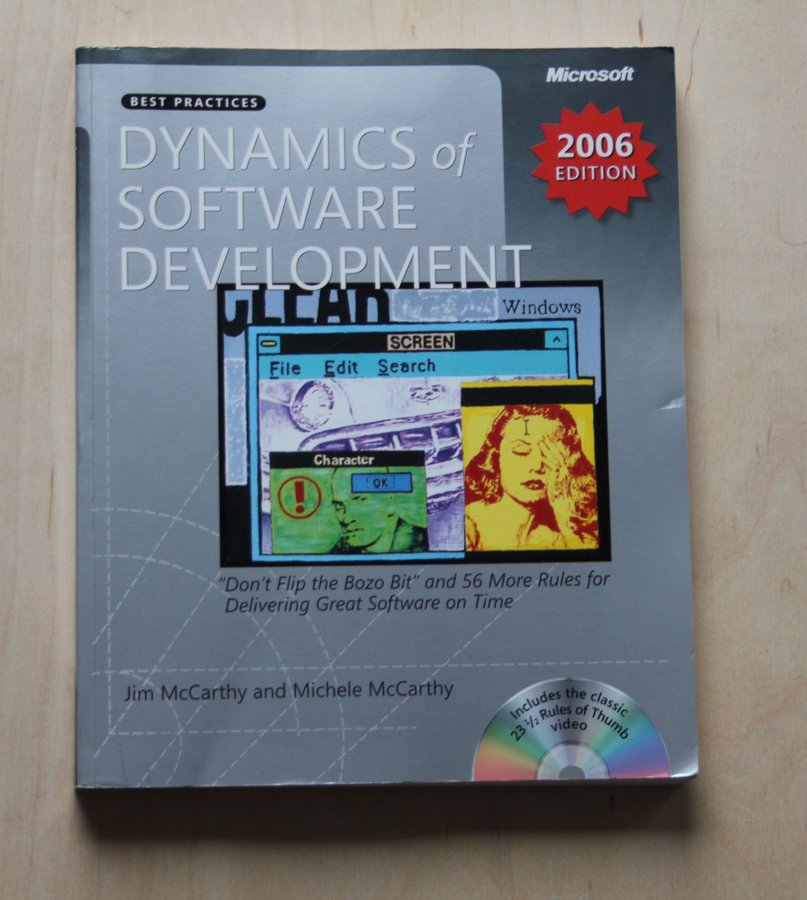 Microsoft
BEST PRACTICES
2006
EDITION
DYNAMICS of
SOFTWARE
DEVELOPMENT
CLEAR
Windows
SCREEN
File Edit Search
Character
OK
"Don't Flip the Bozo Bit" and 56 More Rules for
Delivering Great Software on Time
Jim McCarthy and Michele McCarthy
Includes the classic
23 1/2 Rules of Thumb
video